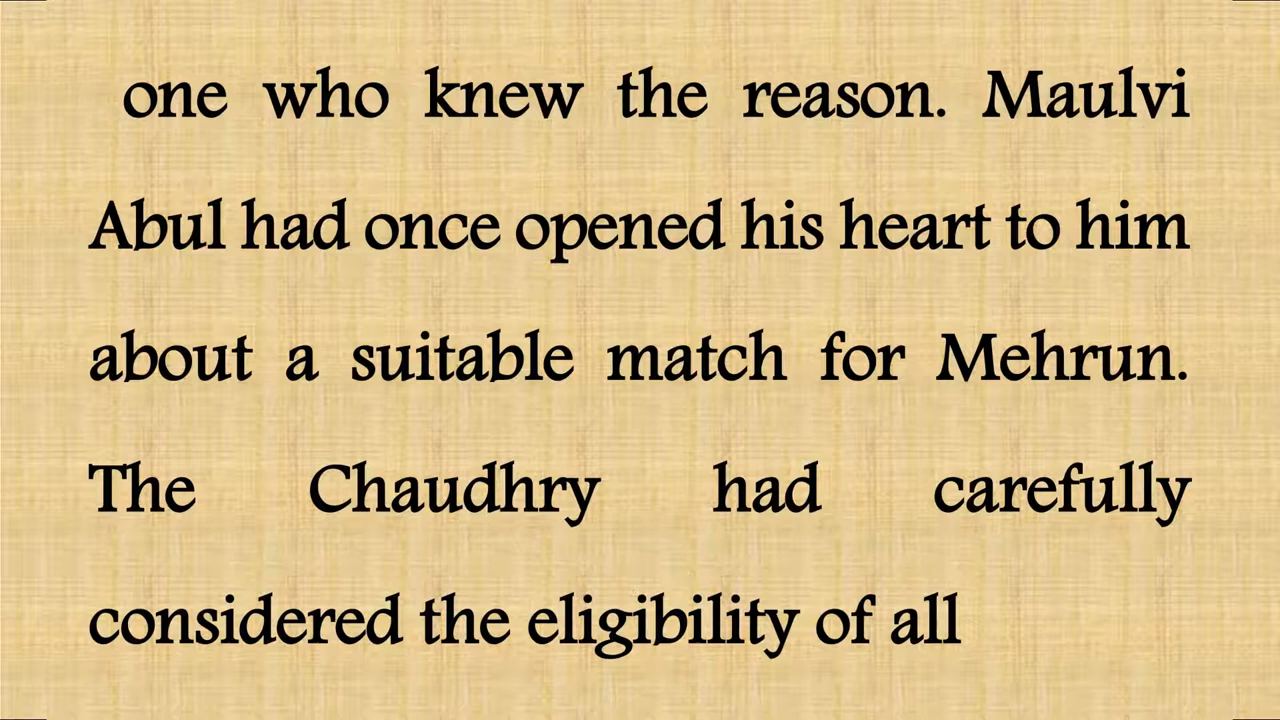 one who knew the reason. Maulvi
Abul had once opened his heart to him
about a suitable match for Mehrun.
The Chaudhry had carefully
considered the eligibility of all